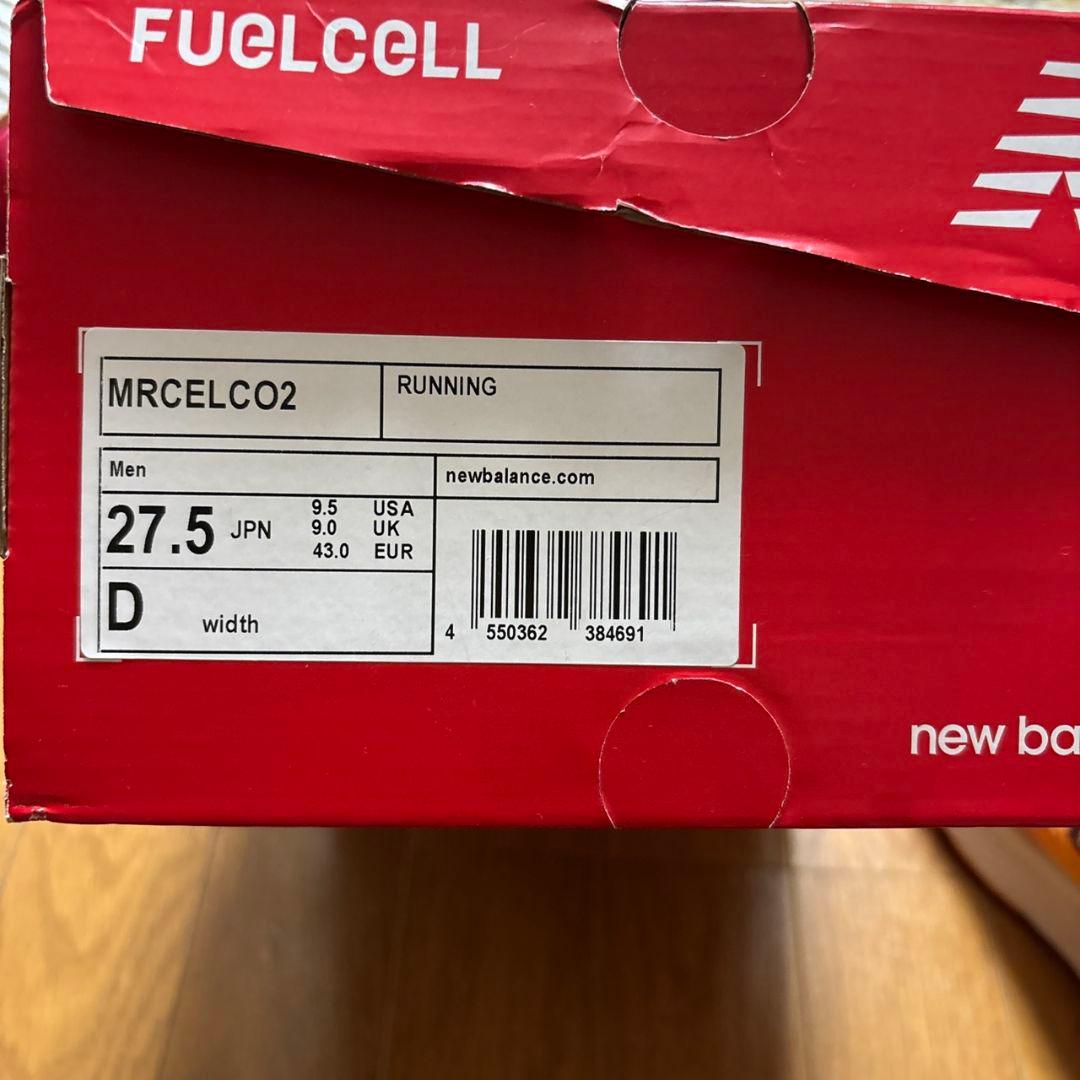 FUeLCeLL
MRCELCO2
RUNNING
Men
newbalance.com
27.5 JPN
9.5 USA
9.0 UK
43.0 EUR
D width
4 550362 384691
new ba